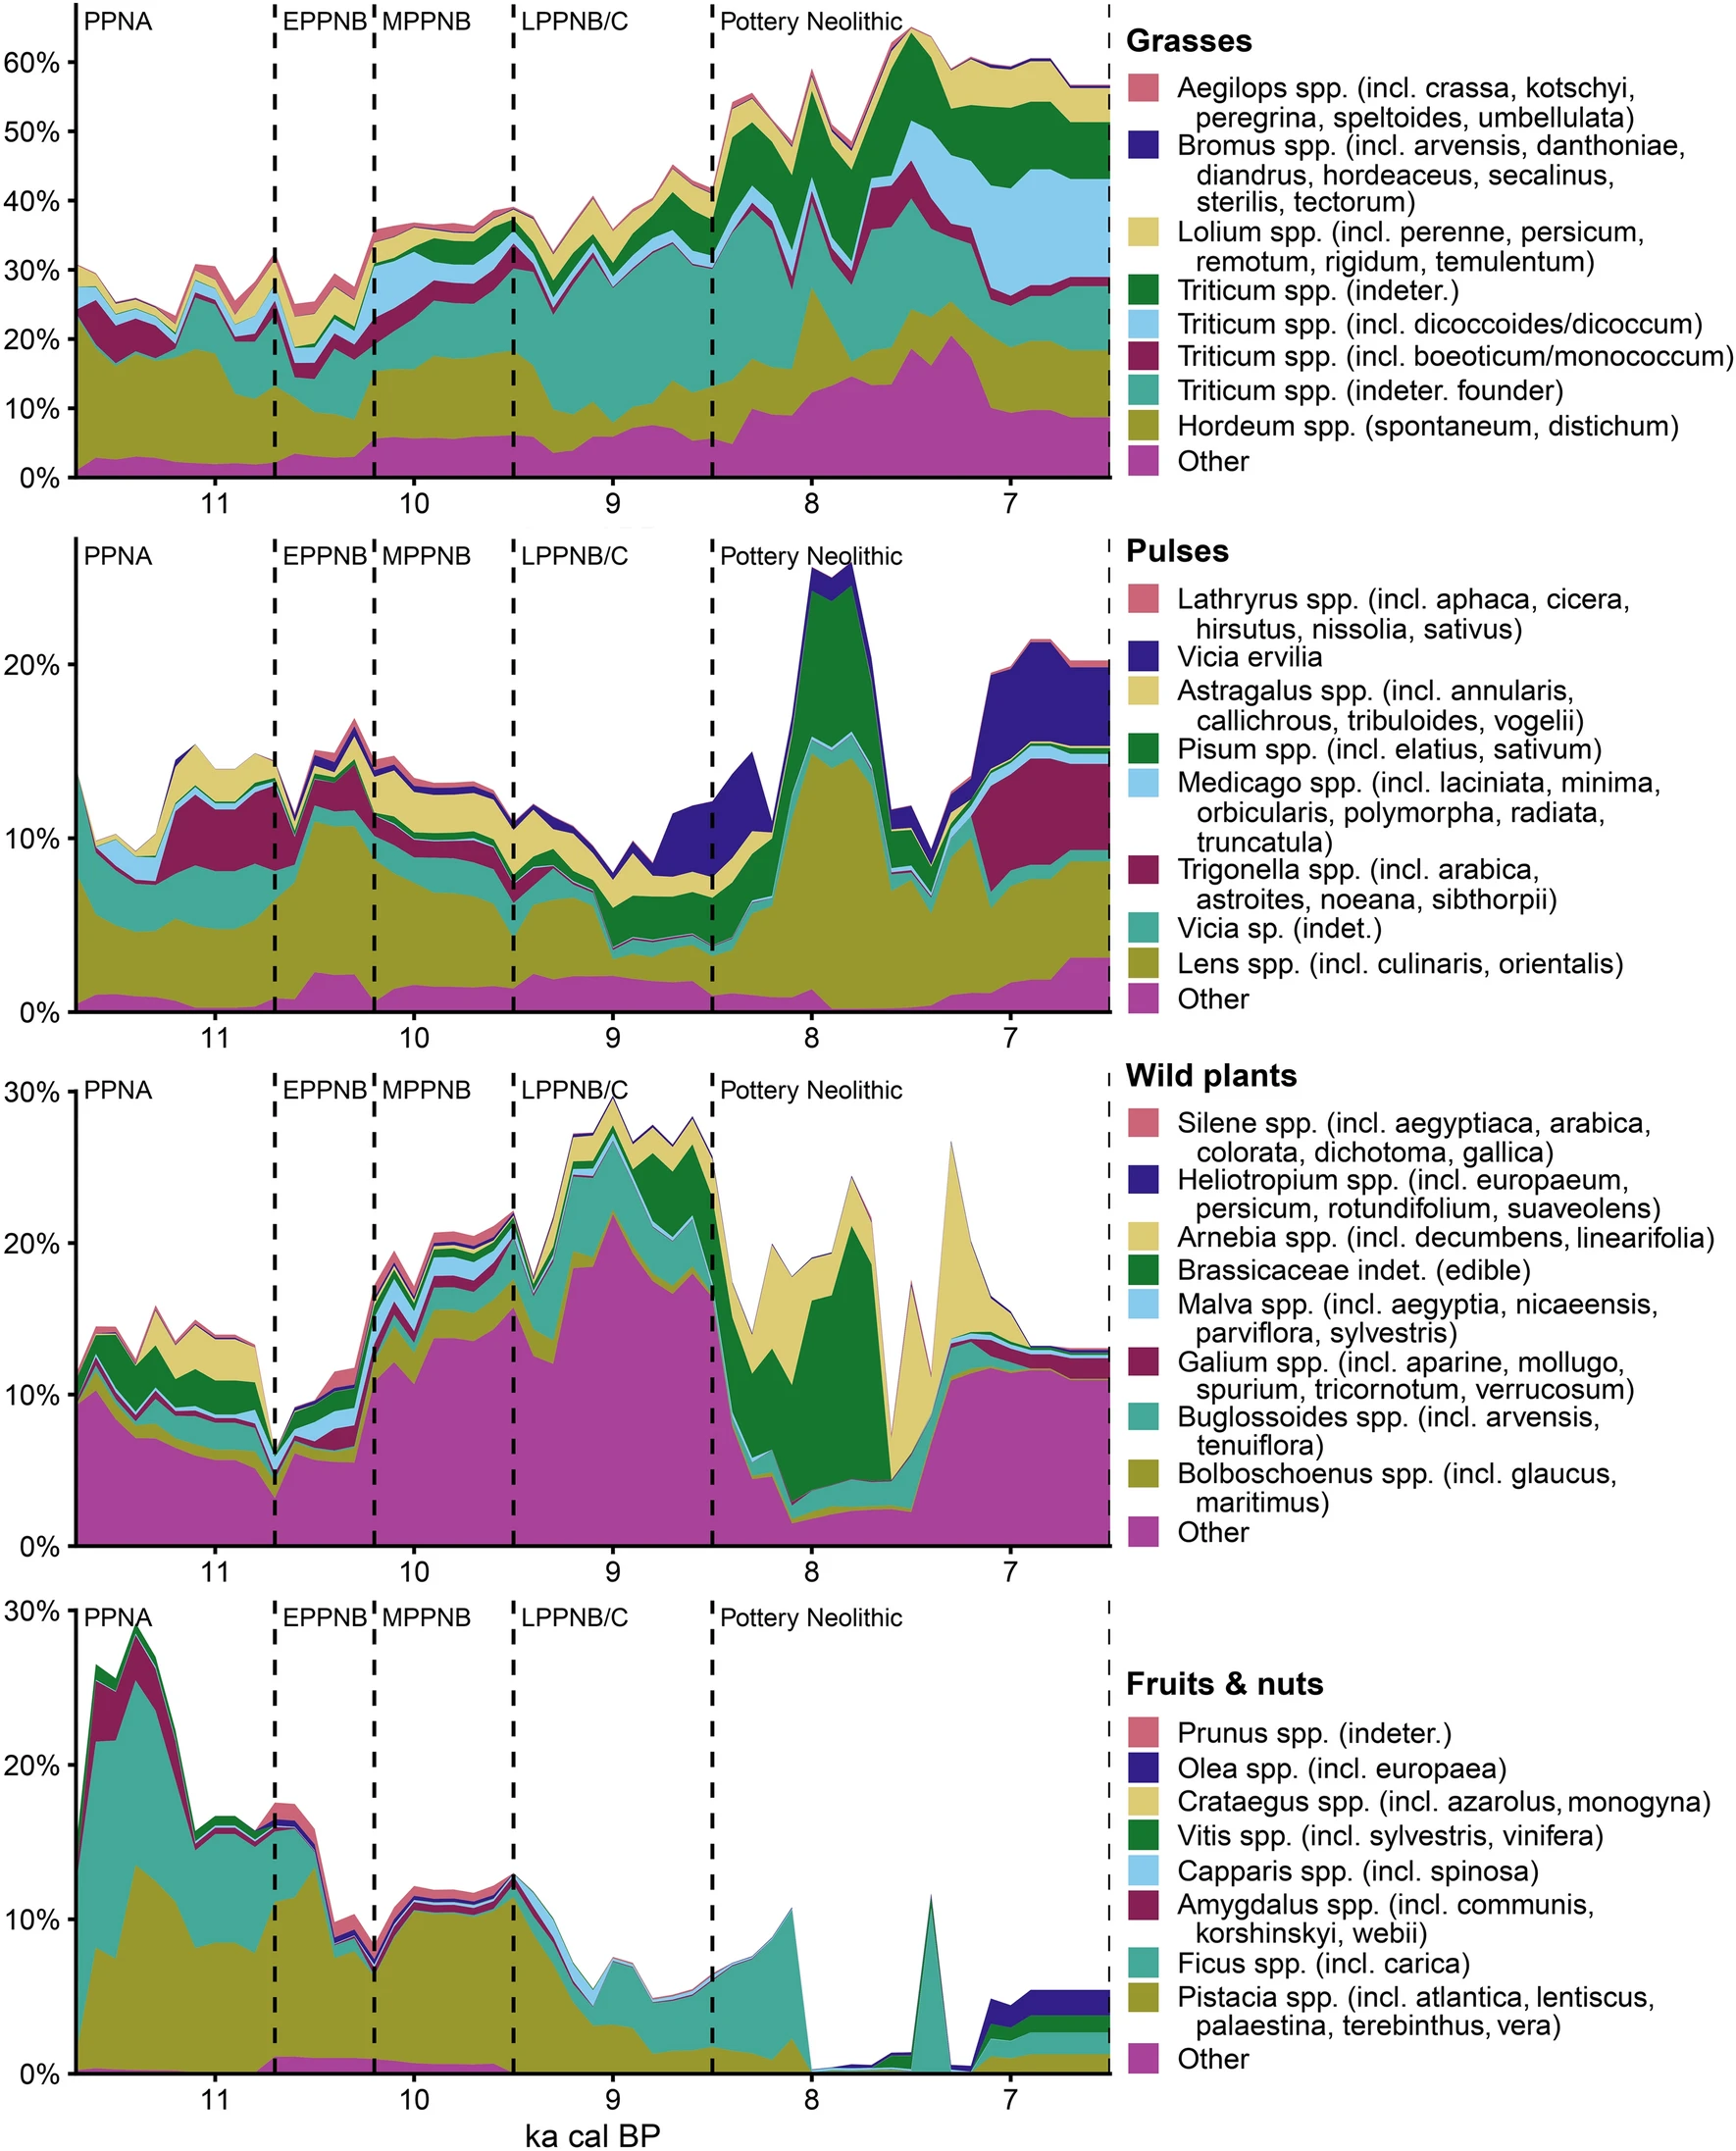 PPNA EPPNB MPPNB LPPNB/C Pottery Neolithic
60%
50%
40%
30%
20%
10%
0%
11 10 9 8 7
Grasses
Aegilops spp. (incl. crassa, kotschyi,
peregrina, speltoides, umbellulata)
Bromus spp. (incl. arvensis, danthoniae,
diandrus, hordeaceus, secalinus,
sterilis, tectorum)
Lolium spp. (incl. perenne, persicum,
remotum, rigidum, temulentum)
Triticum spp. (indeter.)
Triticum spp. (incl. dicoccoides/dicoccum)
Triticum spp. (incl. boeoticum/monococcum)
Triticum spp. (indeter. founder)
Hordeum spp. (spontaneum, distichum)
Other
PPNA EPPNB MPPNB LPPNB/C Pottery Neolithic
20%
10%
0%
11 10 9 8 7
Pulses
Lathryrus spp. (incl. aphaca, cicera,
hirsutus, nissolia, sativus)
Vicia ervilia
Astragalus spp. (incl. annularis,
callichrous, tribuloides, vogelii)
Pisum spp. (incl. elatius, sativum)
Medicago spp. (incl. laciniata, minima,
orbicularis, polymorpha, radiata,
truncatula)
Trigonella spp. (incl. arabica,
astroites, noeana, sibthorpii)
Vicia sp. (indet.)
Lens spp. (incl. culinaris, orientalis)
Other
PPNA EPPNB MPPNB LPPNB/C Pottery Neolithic
30%
20%
10%
0%
11 10 9 8 7
Wild plants
Silene spp. (incl. aegyptiaca, arabica,
colorata, dichotoma, gallica)
Heliotropium spp. (incl. europaeum,
persicum, rotundifolium, suaveolens)
Arnebia spp. (incl. decumbens, linearifolia)
Brassicaceae indet. (edible)
Malva spp. (incl. aegyptia, nicaeensis,
parviflora, sylvestris)
Galium spp. (incl. aparine, mollugo,
spurium, tricornotum, verrucosum)
Buglossoides spp. (incl. arvensis,
tenuiflora)
Bolboschoenus spp. (incl. glaucus,
maritimus)
Other
PPNA EPPNB MPPNB LPPNB/C Pottery Neolithic
30%
20%
10%
0%
11 10 9 8 7
ka cal BP
Fruits & nuts
Prunus spp. (indeter.)
Olea spp. (incl. europaea)
Crataegus spp. (incl. azarolus, monogyna)
Vitis spp. (incl. sylvestris, vinifera)
Capparis spp. (incl. spinosa)
Amygdalus spp. (incl. communis,
korshinskyi, webii)
Ficus spp. (incl. carica)
Pistacia spp. (incl. atlantica, lentiscus,
palaestina, terebinthus, vera)
Other